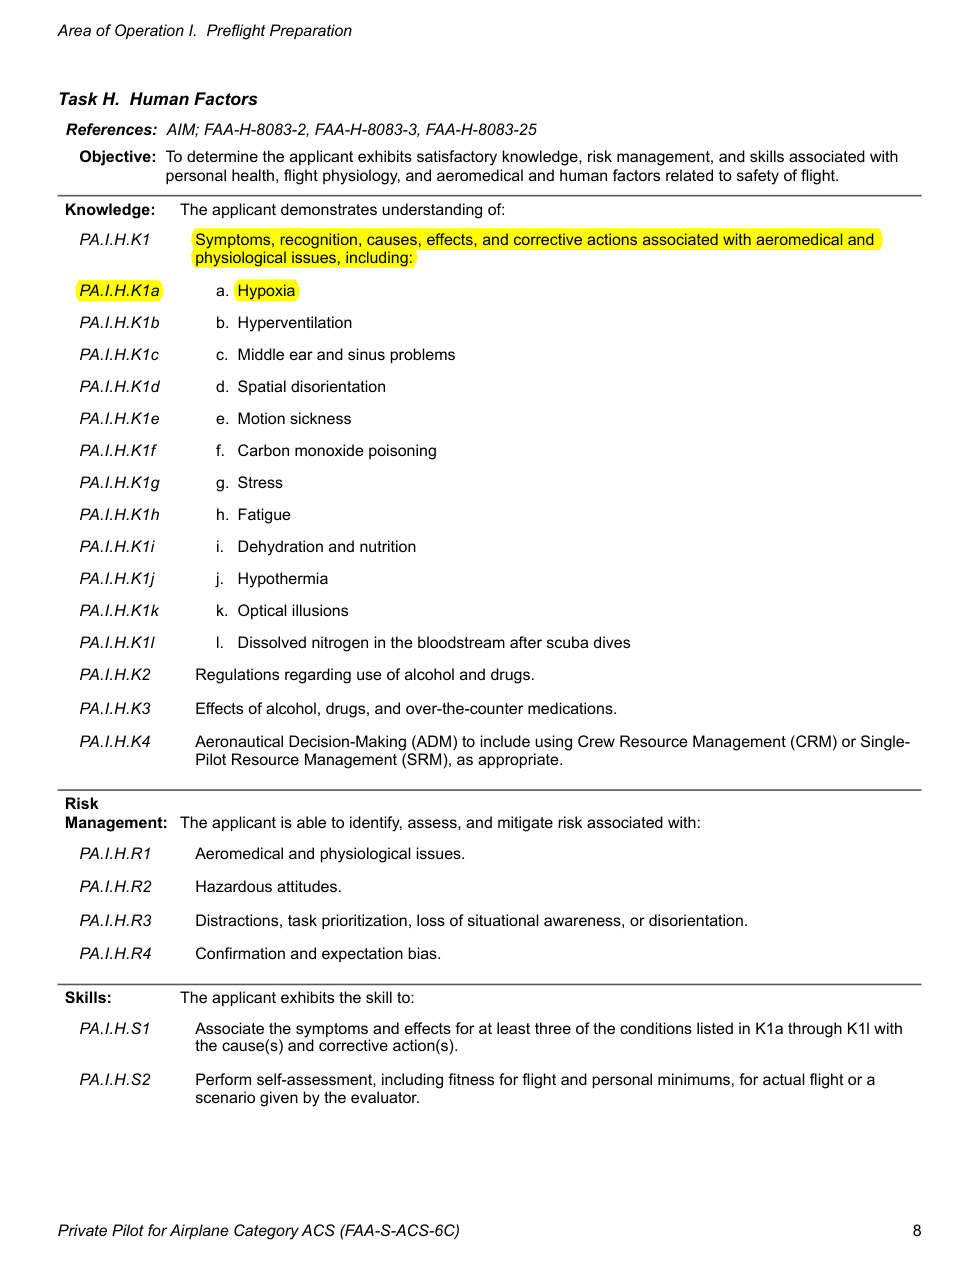 Area of Operation I.  Preflight Preparation
Task H.  Human Factors
References:  AIM; FAA-H-8083-2, FAA-H-8083-3, FAA-H-8083-25
Objective:  To determine the applicant exhibits satisfactory knowledge, risk management, and skills associated with
personal health, flight physiology, and aeromedical and human factors related to safety of flight.
Knowledge:  The applicant demonstrates understanding of:
PA.I.H.K1  Symptoms, recognition, causes, effects, and corrective actions associated with aeromedical and
physiological issues, including:
PA.I.H.K1a  a.  Hypoxia
PA.I.H.K1b  b.  Hyperventilation
PA.I.H.K1c  c.  Middle ear and sinus problems
PA.I.H.K1d  d.  Spatial disorientation
PA.I.H.K1e  e.  Motion sickness
PA.I.H.K1f  f.  Carbon monoxide poisoning
PA.I.H.K1g  g.  Stress
PA.I.H.K1h  h.  Fatigue
PA.I.H.K1i  i.  Dehydration and nutrition
PA.I.H.K1j  j.  Hypothermia
PA.I.H.K1k  k.  Optical illusions
PA.I.H.K1l  l.  Dissolved nitrogen in the bloodstream after scuba dives
PA.I.H.K2  Regulations regarding use of alcohol and drugs.
PA.I.H.K3  Effects of alcohol, drugs, and over-the-counter medications.
PA.I.H.K4  Aeronautical Decision-Making (ADM) to include using Crew Resource Management (CRM) or Single-
Pilot Resource Management (SRM), as appropriate.
Risk
Management:  The applicant is able to identify, assess, and mitigate risk associated with:
PA.I.H.R1  Aeromedical and physiological issues.
PA.I.H.R2  Hazardous attitudes.
PA.I.H.R3  Distractions, task prioritization, loss of situational awareness, or disorientation.
PA.I.H.R4  Confirmation and expectation bias.
Skills:  The applicant exhibits the skill to:
PA.I.H.S1  Associate the symptoms and effects for at least three of the conditions listed in K1a through K1l with
the cause(s) and corrective action(s).
PA.I.H.S2  Perform self-assessment, including fitness for flight and personal minimums, for actual flight or a
scenario given by the evaluator.
Private Pilot for Airplane Category ACS (FAA-S-ACS-6C)  8